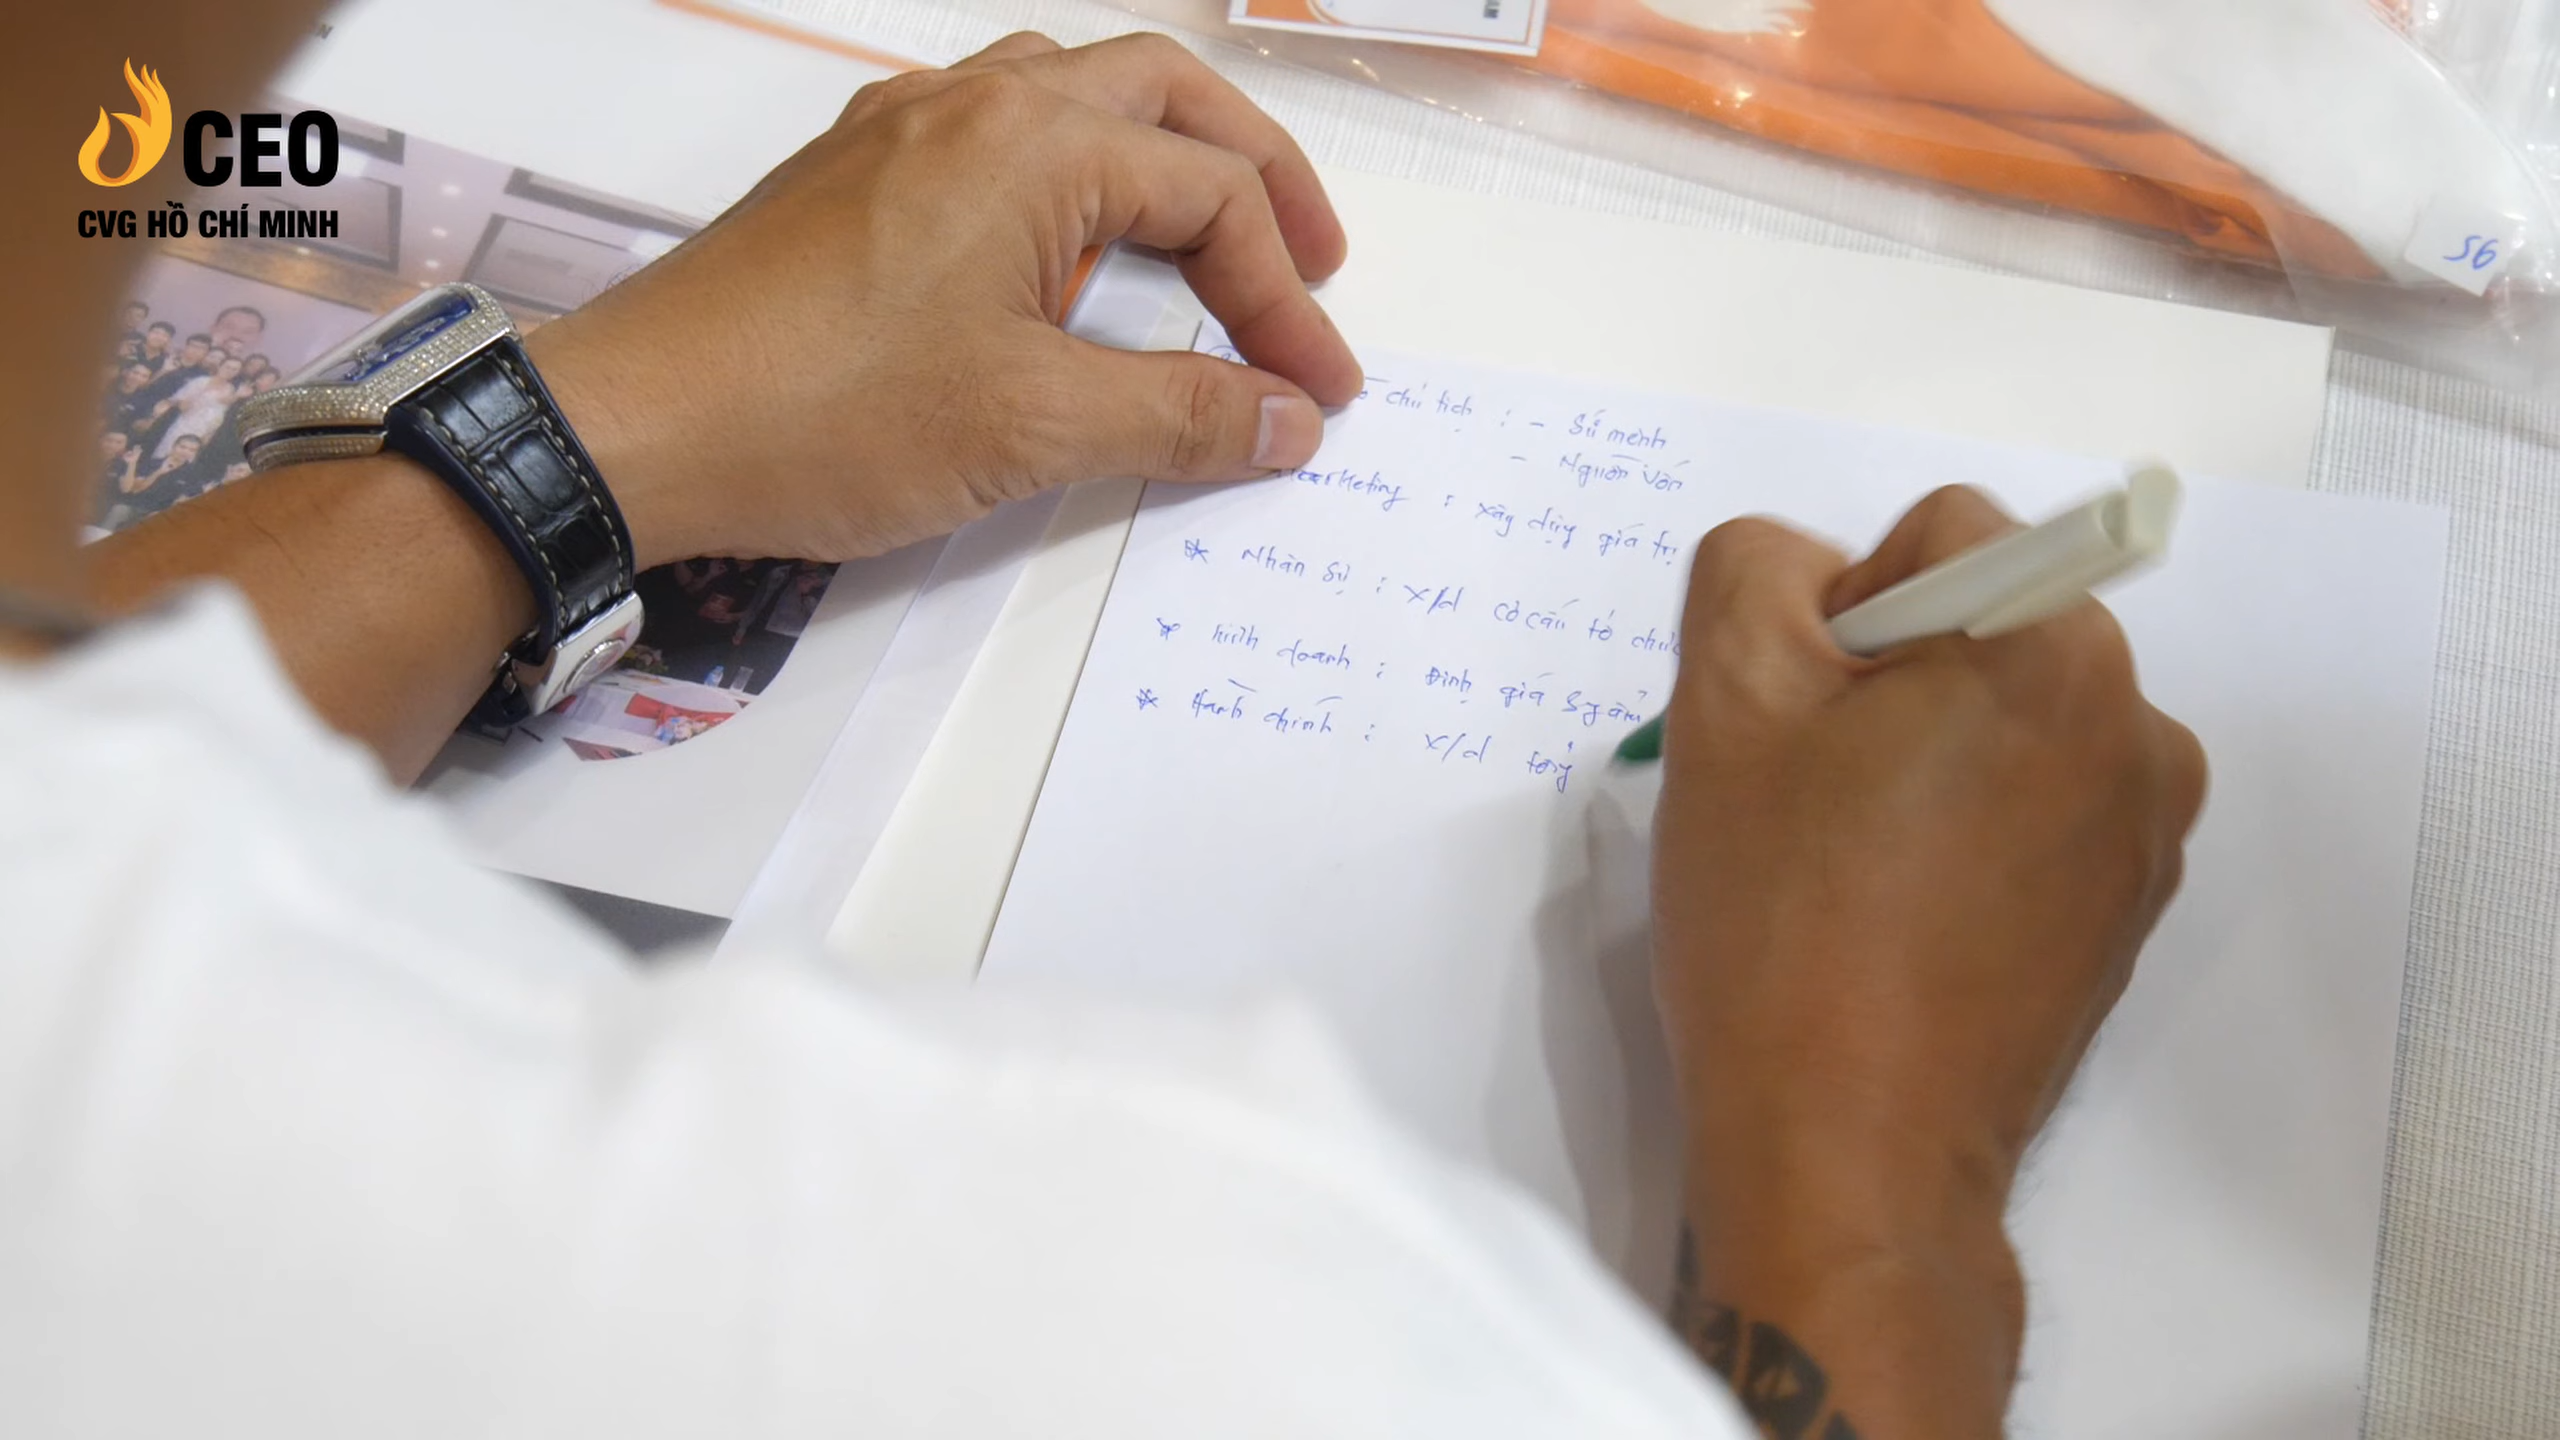 CEO
CVG HỒ CHÍ MINH
56
chủ tịch : - Sứ mệnh
- Nguồn vốn
Marketing : xây dựng giá trị
* Nhân sự : x/d cơ cấu tổ chức
* Kinh doanh : Định giá
* Hành chính : x/d